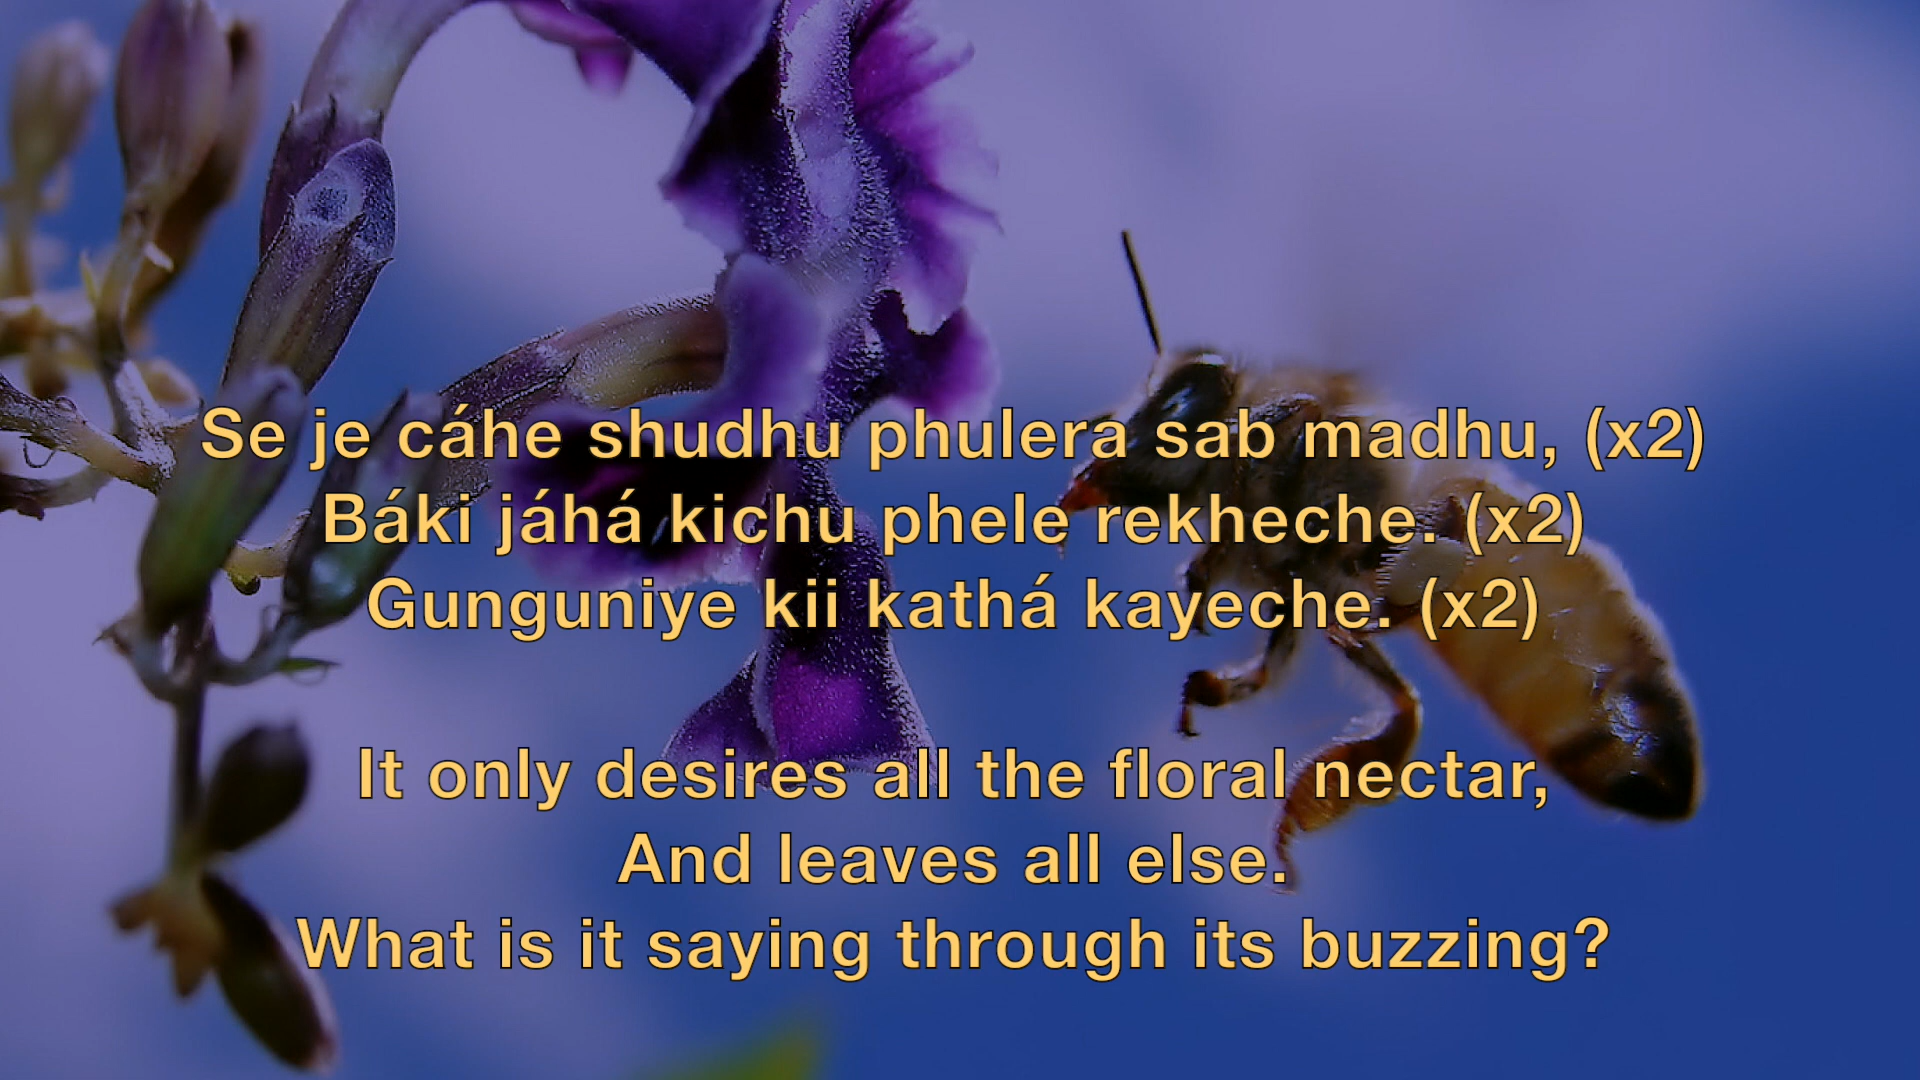 Se je cáhe shudhu phulera sab madhu, (x2)
Báki jáhá kichu phele rekheche. (x2)
Gunguniye kii kathá kayeche. (x2)
It only desires all the floral nectar,
And leaves all else.
What is it saying through its buzzing?